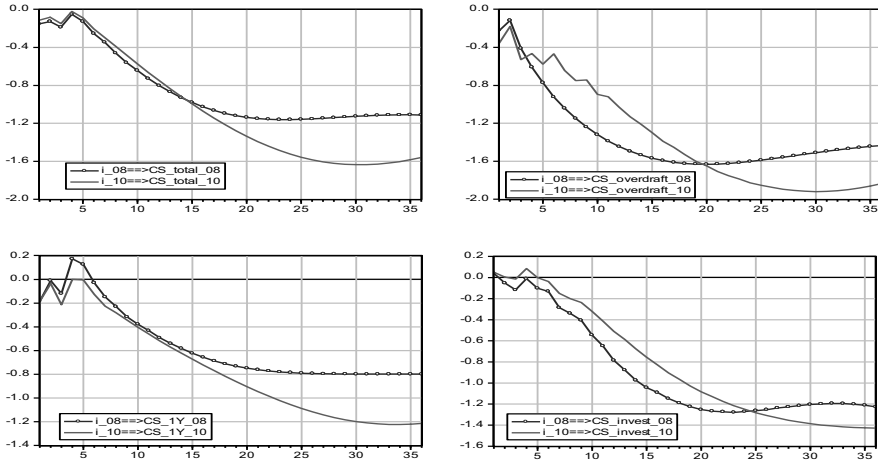 0.0
-0.4
-0.8
-1.2
-1.6
-2.0
i_08==>CS_total_08
i_10==>CS_total_10
5 10 15 20 25 30 35
0.0
-0.4
-0.8
-1.2
-1.6
-2.0
i_08==>CS_overdraft_08
i_10==>CS_overdraft_10
5 10 15 20 25 30 35
0.2
0.0
-0.2
-0.4
-0.6
-0.8
-1.0
-1.2
-1.4
i_08==>CS_1Y_08
i_10==>CS_1Y_10
5 10 15 20 25 30 35
0.2
0.0
-0.2
-0.4
-0.6
-0.8
-1.0
-1.2
-1.4
-1.6
i_08==>CS_invest_08
i_10==>CS_invest_10
5 10 15 20 25 30 35